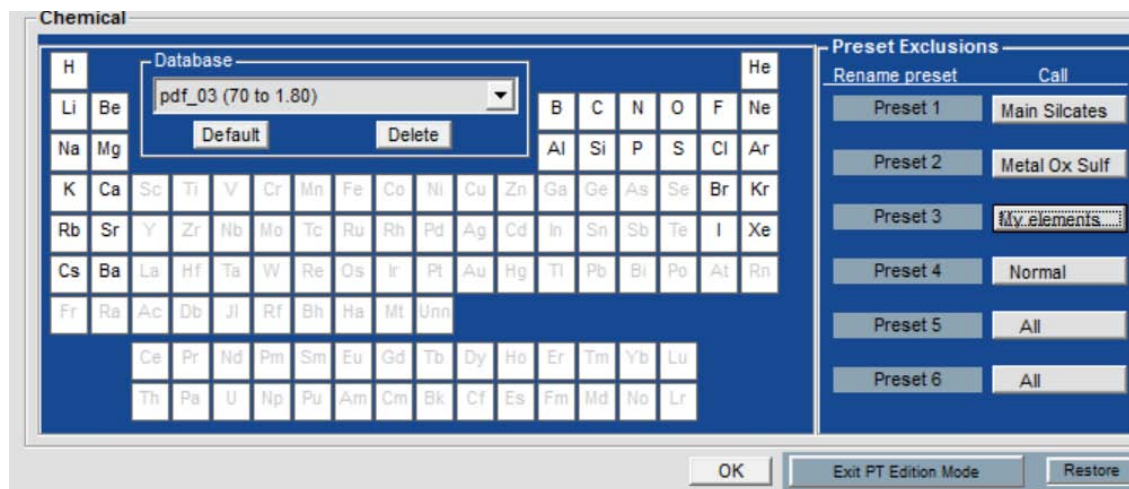 Chemical
Database
pdf_03 (70 to 1.80)
Default Delete
H He
Li Be B C N O F Ne
Na Mg Al Si P S Cl Ar
K Ca Sc Ti V Cr Mn Fe Co Ni Cu Zn Ga Ge As Se Br Kr
Rb Sr Y Zr Nb Mo Tc Ru Rh Pd Ag Cd In Sn Sb Te I Xe
Cs Ba La Hf Ta W Re Os Ir Pt Au Hg Tl Pb Bi Po At Rn
Fr Ra Ac Db Jl Rf Bh Ha Mt Unn
Ce Pr Nd Pm Sm Eu Gd Tb Dy Ho Er Tm Yb Lu
Th Pa U Np Pu Am Cm Bk Cf Es Fm Md No Lr
Preset Exclusions
Rename preset Call
Preset 1 Main Silcates
Preset 2 Metal Ox Sulf
Preset 3 My elements
Preset 4 Normal
Preset 5 All
Preset 6 All
OK Exit PT Edition Mode Restore